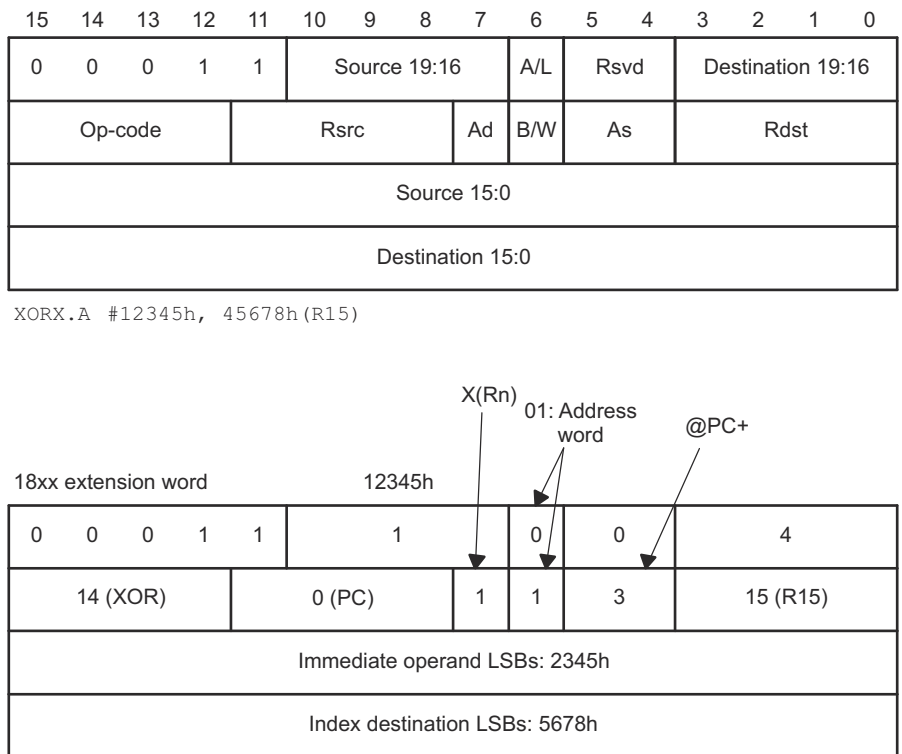 15 14 13 12 11 10 9 8 7 6 5 4 3 2 1 0
0 0 0 1 1 Source 19:16 A/L Rsvd Destination 19:16
Op-code Rsrc Ad B/W As Rdst
Source 15:0
Destination 15:0
XORX.A #12345h, 45678h(R15)
X(Rn)
01: Address
word
@PC+
18xx extension word 12345h
0 0 0 1 1 1 0 0 4
14 (XOR) 0 (PC) 1 1 3 15 (R15)
Immediate operand LSBs: 2345h
Index destination LSBs: 5678h